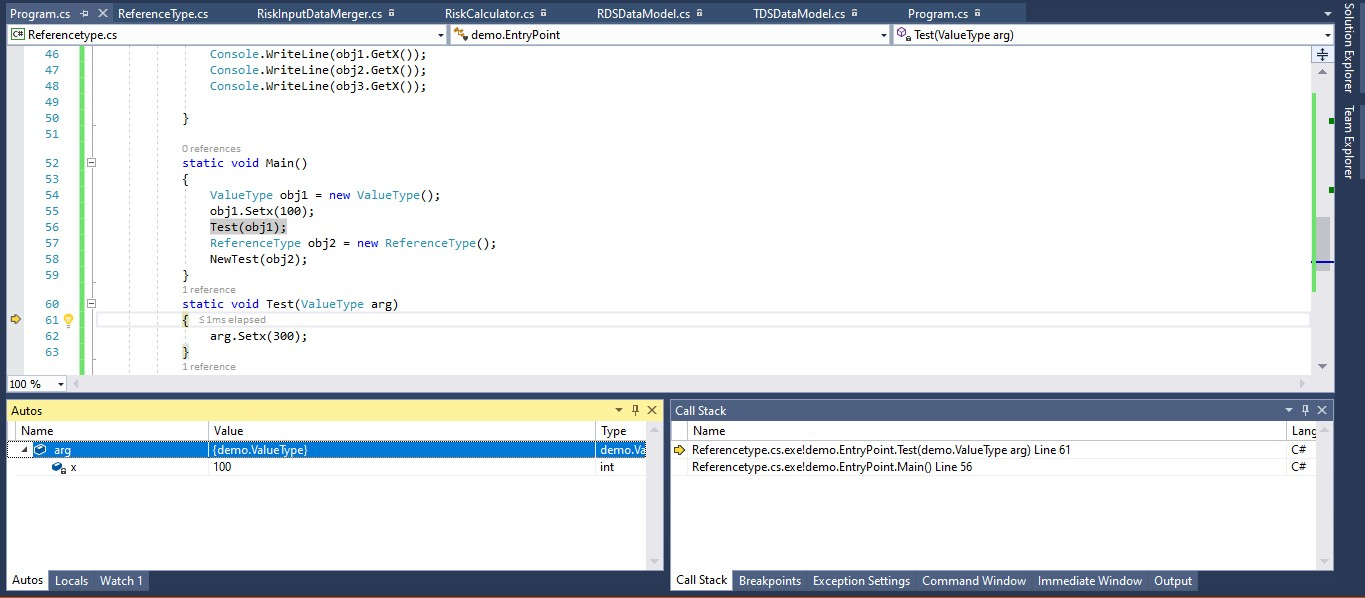 Program.cs
ReferenceType.cs
RiskInputDataMerger.cs
RiskCalculator.cs
RDSDataModel.cs
TDSDataModel.cs
Program.cs
C# Referencetype.cs
demo.EntryPoint
Test(ValueType arg)
46 Console.WriteLine(obj1.GetX());
47 Console.WriteLine(obj2.GetX());
48 Console.WriteLine(obj3.GetX());
49
50 }
51
0 references
52 static void Main()
53 {
54 ValueType obj1 = new ValueType();
55 obj1.Setx(100);
56 Test(obj1);
57 ReferenceType obj2 = new ReferenceType();
58 NewTest(obj2);
59 }
1 reference
60 static void Test(ValueType arg)
61 { ≤1ms elapsed
62 arg.Setx(300);
63 }
1 reference
100 %
Solution Explorer
Team Explorer
Autos
Name Value Type
arg {demo.ValueType} demo.Va
x 100 int
Autos Locals Watch 1
Call Stack
Name Lang
Referencetype.cs.exe!demo.EntryPoint.Test(demo.ValueType arg) Line 61 C#
Referencetype.cs.exe!demo.EntryPoint.Main() Line 56 C#
Call Stack Breakpoints Exception Settings Command Window Immediate Window Output